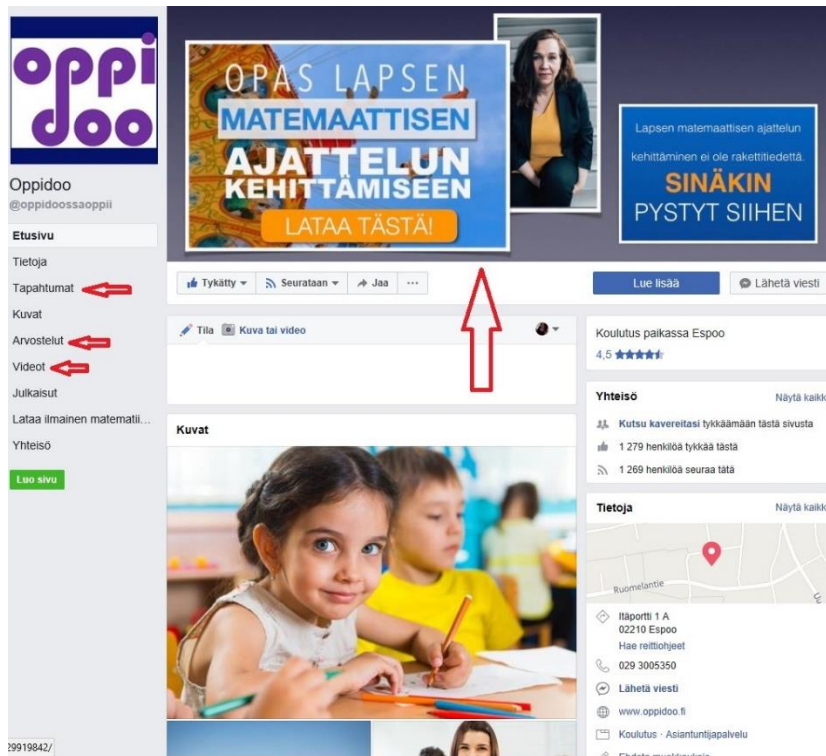 oppi
doo
Oppidoo
@oppidoossaoppii
Etusivu
Tietoja
Tapahtumat
Kuvat
Arvostelut
Videot
Julkaisut
Lataa ilmainen matematii...
Yhteisö
Luo sivu
OPAS LAPSEN
MATEMAATTISEN
AJATTELUN
KEHITTÄMISEEN
LATAA TÄSTÄ!
Lapsen matemaattisen ajattelun
kehittäminen ei ole rakettitiedettä.
SINÄKIN
PYSTYT SIIHEN
Tykätty Seurataan Jaa ... Lue lisää Lähetä viesti
Tila Kuva tai video
Kuvat
Koulutus paikassa Espoo
4,5
Yhteisö Näytä kaikk
Kutsu kavereitasi tykkäämään tästä sivusta
1 279 henkilöä tykkää tästä
1 269 henkilöä seuraa tätä
Tietoja Näytä kaikk
Ruomelantie
Itäportti 1 A
02210 Espoo
Hae reittiohjeet
029 3005350
Lähetä viesti
www.oppidoo.fi
Koulutus · Asiantuntijapalvelu
29919842/